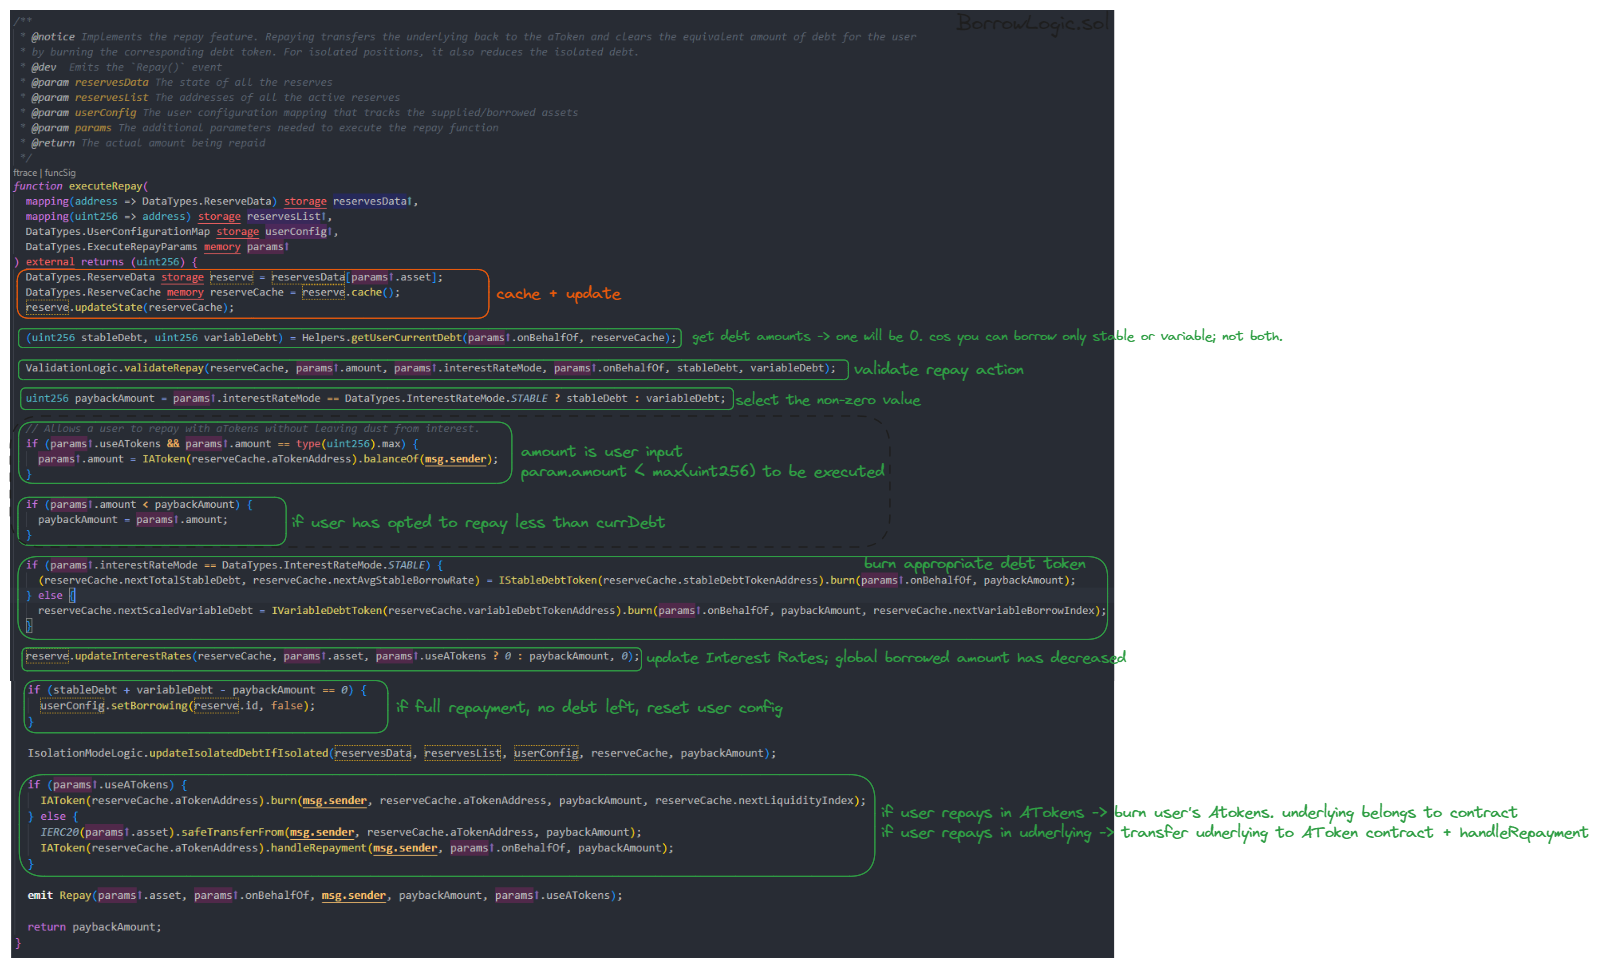 /**
BorrowLogic.sol
* @notice Implements the repay feature. Repaying transfers the underlying back to the aToken and clears the equivalent amount of debt for the user
* by burning the corresponding debt token. For isolated positions, it also reduces the isolated debt.
* @dev  Emits the `Repay()` event
* @param reservesData The state of all the reserves
* @param reservesList The addresses of all the active reserves
* @param userConfig The user configuration mapping that tracks the supplied/borrowed assets
* @param params The additional parameters needed to execute the repay function
* @return The actual amount being repaid
*/
ftrace | funcSig
function executeRepay(
mapping(address => DataTypes.ReserveData) storage reservesData↑,
mapping(uint256 => address) storage reservesList↑,
DataTypes.UserConfigurationMap storage userConfig↑,
DataTypes.ExecuteRepayParams memory params↑
) external returns (uint256) {
DataTypes.ReserveData storage reserve = reservesData[params↑.asset];
DataTypes.ReserveCache memory reserveCache = reserve.cache();
cache + update
reserve.updateState(reserveCache);
(uint256 stableDebt, uint256 variableDebt) = Helpers.getUserCurrentDebt(params↑.onBehalfOf, reserveCache);
get debt amounts -> one will be 0. cos you can borrow only stable or variable; not both.
ValidationLogic.validateRepay(reserveCache, params↑.amount, params↑.interestRateMode, params↑.onBehalfOf, stableDebt, variableDebt);
validate repay action
uint256 paybackAmount = params↑.interestRateMode == DataTypes.InterestRateMode.STABLE ? stableDebt : variableDebt;
select the non-zero value
// Allows a user to repay with aTokens without leaving dust from interest.
if (params↑.useATokens && params↑.amount == type(uint256).max) {
params↑.amount = IAToken(reserveCache.aTokenAddress).balanceOf(msg.sender);
}
amount is user input
param.amount < max(uint256) to be executed
if (params↑.amount < paybackAmount) {
paybackAmount = params↑.amount;
}
if user has opted to repay less than currDebt
if (params↑.interestRateMode == DataTypes.InterestRateMode.STABLE) {
burn appropriate debt token
(reserveCache.nextTotalStableDebt, reserveCache.nextAvgStableBorrowRate) = IStableDebtToken(reserveCache.stableDebtTokenAddress).burn(params↑.onBehalfOf, paybackAmount);
} else {
reserveCache.nextScaledVariableDebt = IVariableDebtToken(reserveCache.variableDebtTokenAddress).burn(params↑.onBehalfOf, paybackAmount, reserveCache.nextVariableBorrowIndex);
}
reserve.updateInterestRates(reserveCache, params↑.asset, params↑.useATokens ? 0 : paybackAmount, 0);
update Interest Rates; global borrowed amount has decreased
if (stableDebt + variableDebt - paybackAmount == 0) {
userConfig.setBorrowing(reserve.id, false);
}
if full repayment, no debt left, reset user config
IsolationModeLogic.updateIsolatedDebtIfIsolated(reservesData, reservesList, userConfig, reserveCache, paybackAmount);
if (params↑.useATokens) {
IAToken(reserveCache.aTokenAddress).burn(msg.sender, reserveCache.aTokenAddress, paybackAmount, reserveCache.nextLiquidityIndex);
} else {
IERC20(params↑.asset).safeTransferFrom(msg.sender, reserveCache.aTokenAddress, paybackAmount);
IAToken(reserveCache.aTokenAddress).handleRepayment(msg.sender, params↑.onBehalfOf, paybackAmount);
}
if user repays in ATokens -> burn user's Atokens. underlying belongs to contract
if user repays in udnerlying -> transfer udnerlying to AToken contract + handleRepayment
emit Repay(params↑.asset, params↑.onBehalfOf, msg.sender, paybackAmount, params↑.useATokens);
return paybackAmount;
}